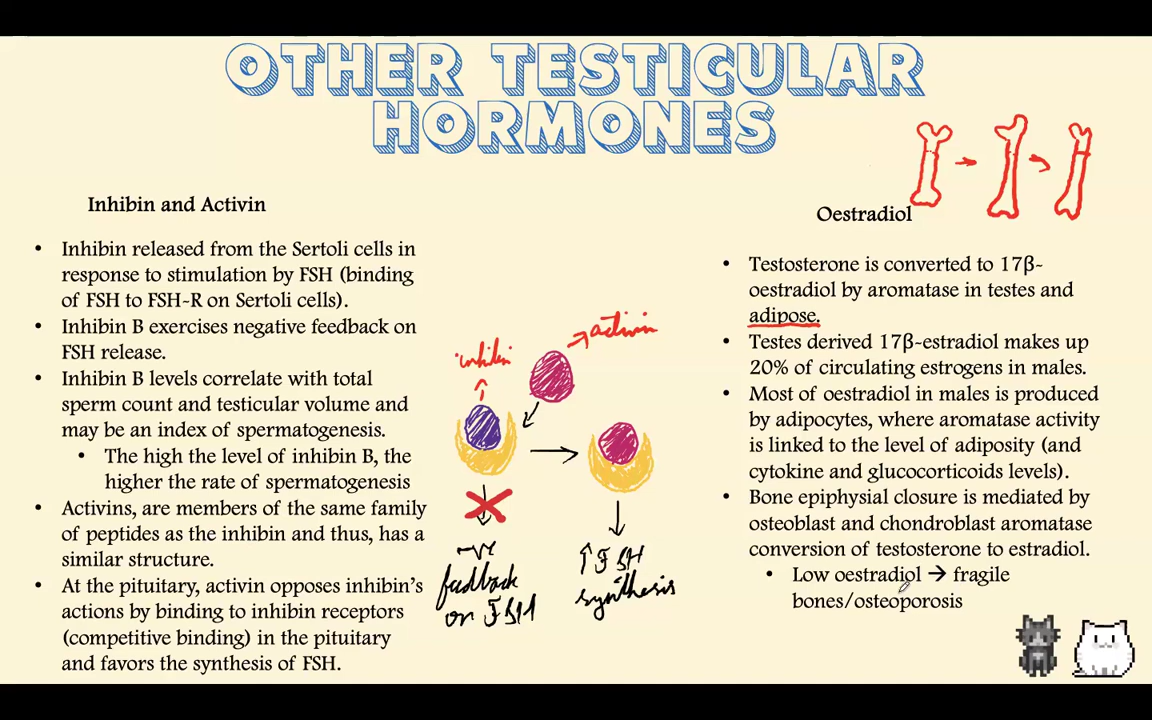 OTHER TESTICULAR
HORMONES
Inhibin and Activin
• Inhibin released from the Sertoli cells in
response to stimulation by FSH (binding
of FSH to FSH-R on Sertoli cells).
• Inhibin B exercises negative feedback on
FSH release.
• Inhibin B levels correlate with total
sperm count and testicular volume and
may be an index of spermatogenesis.
• The high the level of inhibin B, the
higher the rate of spermatogenesis
• Activins, are members of the same family
of peptides as the inhibin and thus, has a
similar structure.
• At the pituitary, activin opposes inhibin's
actions by binding to inhibin receptors
(competitive binding) in the pituitary
and favors the synthesis of FSH.
inhibin
activin
-ve
feedback
on FSH
↑FSH
synthesis
Oestradiol
• Testosterone is converted to 17β-
oestradiol by aromatase in testes and
adipose.
• Testes derived 17β-estradiol makes up
20% of circulating estrogens in males.
• Most of oestradiol in males is produced
by adipocytes, where aromatase activity
is linked to the level of adiposity (and
cytokine and glucocorticoids levels).
• Bone epiphysial closure is mediated by
osteoblast and chondroblast aromatase
conversion of testosterone to estradiol.
• Low oestradiol → fragile
bones/osteoporosis